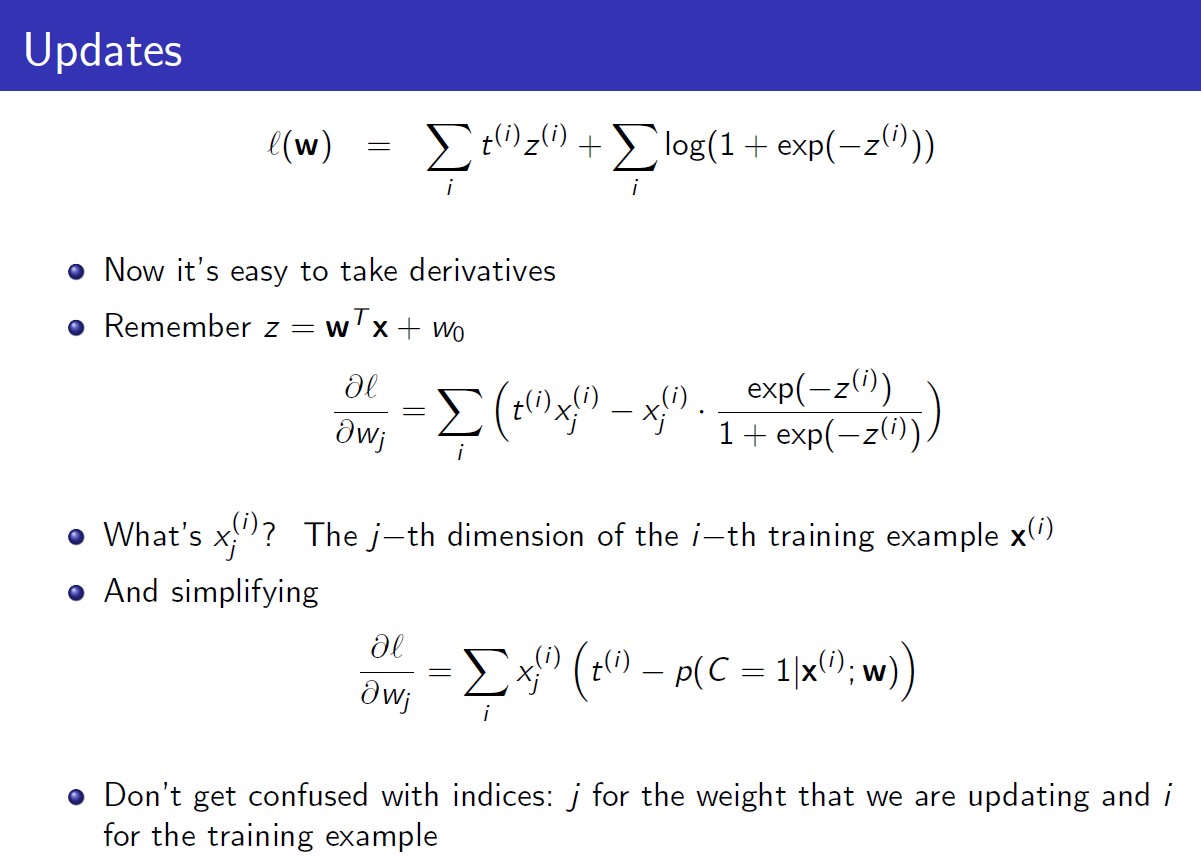 Updates
ℓ(w) = ∑_i t^(i) z^(i) + ∑_i log(1 + exp(−z^(i)))
Now it's easy to take derivatives
Remember z = w^T x + w_0
∂ℓ/∂w_j = ∑_i ( t^(i) x_j^(i) − x_j^(i) · exp(−z^(i)) / (1 + exp(−z^(i))) )
What's x_j^(i)? The j−th dimension of the i−th training example x^(i)
And simplifying
∂ℓ/∂w_j = ∑_i x_j^(i) ( t^(i) − p(C = 1|x^(i); w) )
Don't get confused with indices: j for the weight that we are updating and i
for the training example